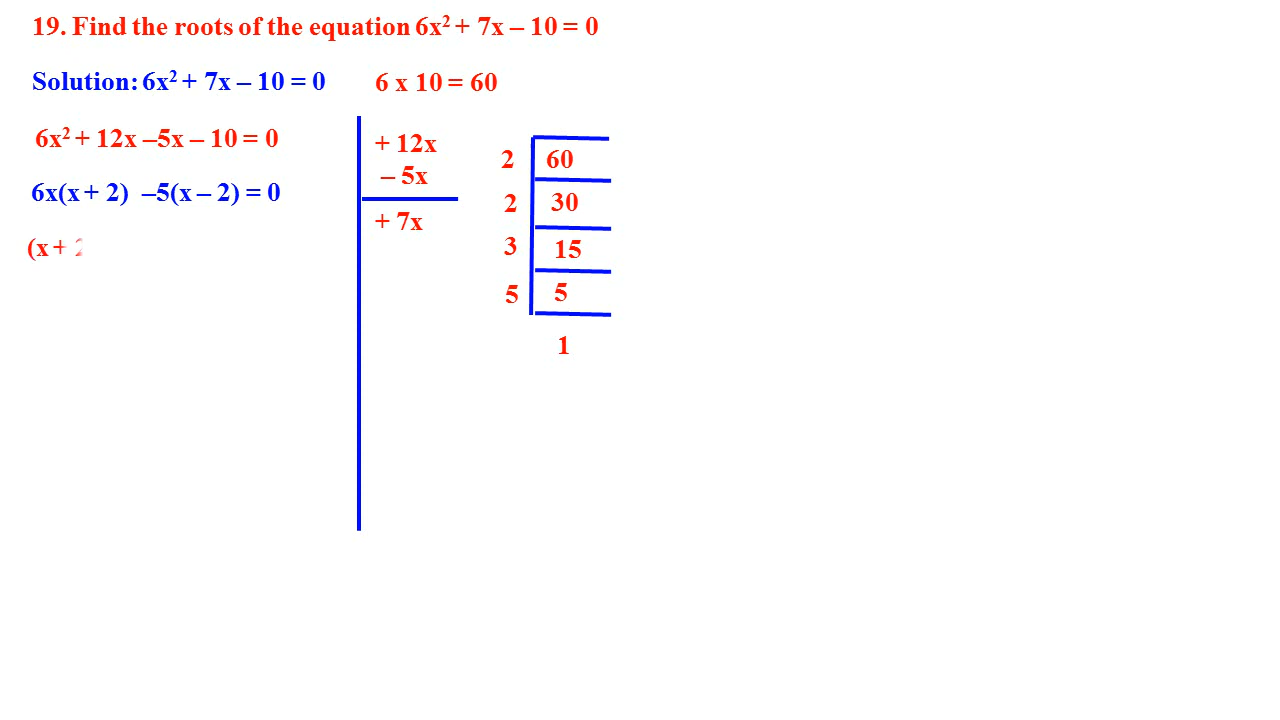 19. Find the roots of the equation 6x² + 7x – 10 = 0
Solution: 6x² + 7x – 10 = 0
6 x 10 = 60
6x² + 12x –5x – 10 = 0
6x(x + 2) –5(x – 2) = 0
(x +
+ 12x
– 5x
+ 7x
2 60
2 30
3 15
5 5
1